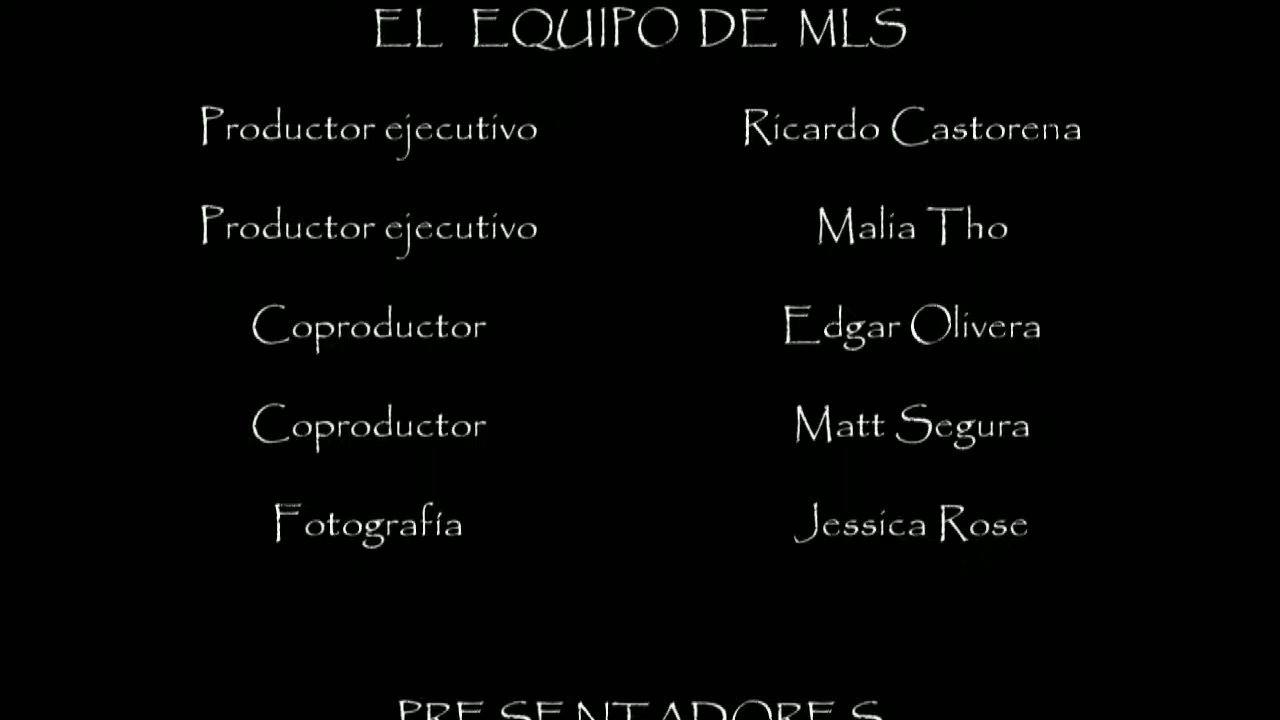 EL EQUIPO DE MLS
Productor ejecutivo Ricardo Castorena
Productor ejecutivo Malia Tho
Coproductor Edgar Olivera
Coproductor Matt Segura
Fotografía Jessica Rose
PRESENTADORES